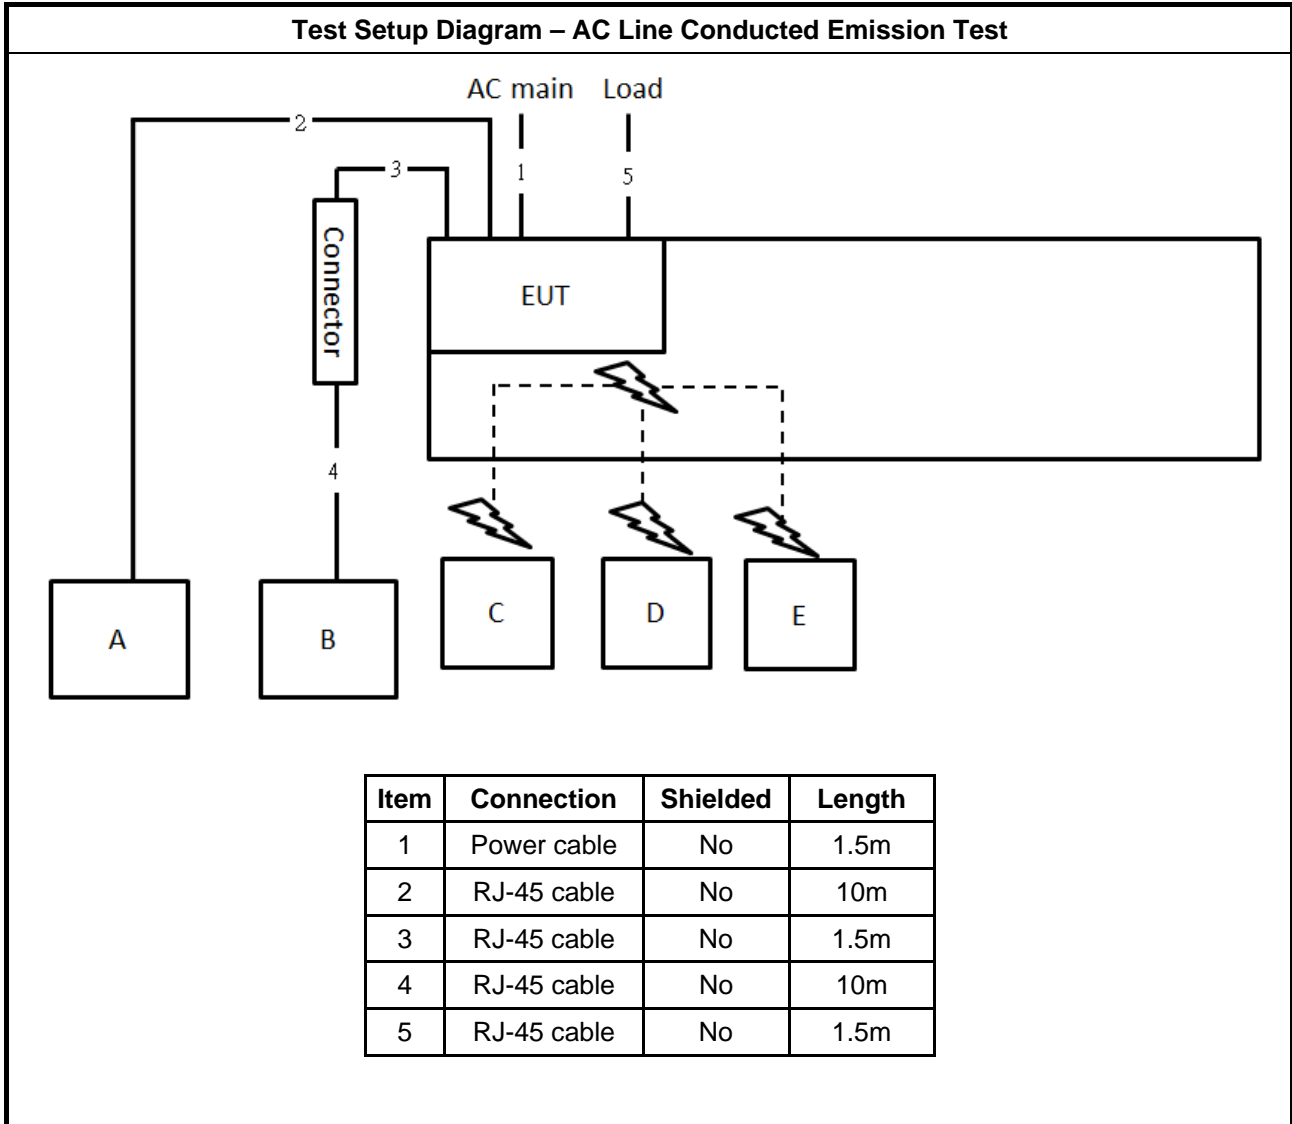 Test Setup Diagram – AC Line Conducted Emission Test
AC main Load
2
3
1
5
Connector
EUT
4
A
B
C
D
E
Item Connection Shielded Length
1 Power cable No 1.5m
2 RJ-45 cable No 10m
3 RJ-45 cable No 1.5m
4 RJ-45 cable No 10m
5 RJ-45 cable No 1.5m